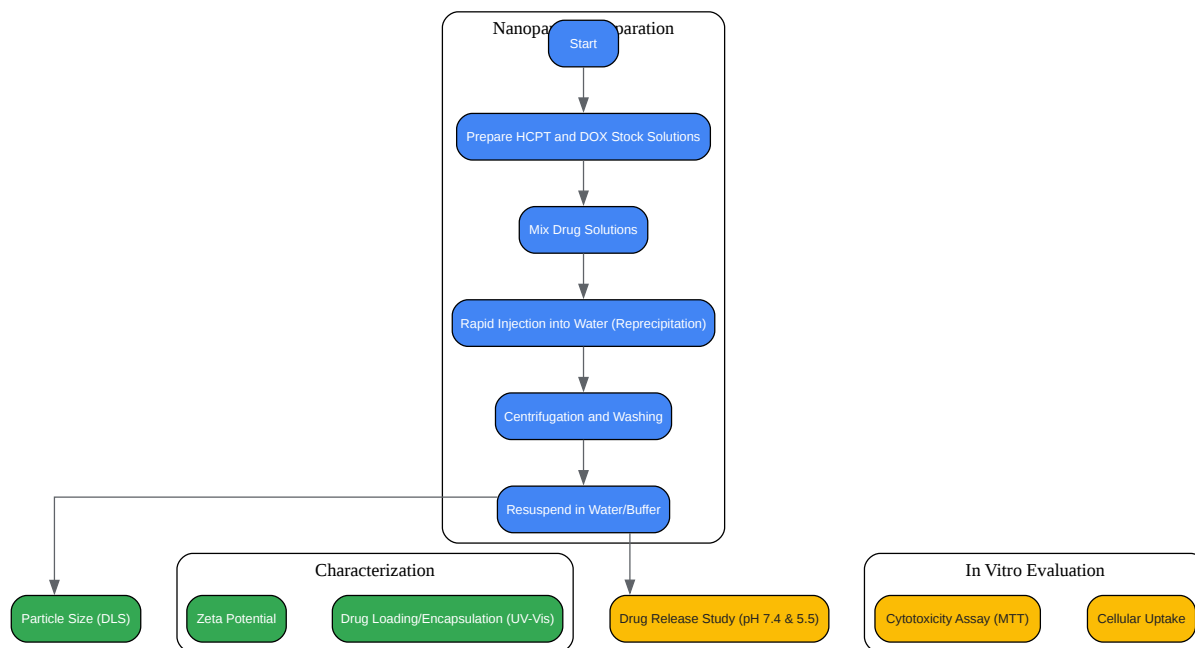 Start
Prepare HCPT and DOX Stock Solutions
Mix Drug Solutions
Rapid Injection into Water (Reprecipitation)
Centrifugation and Washing
Resuspend in Water/Buffer
Characterization
In Vitro Evaluation
Particle Size (DLS)
Zeta Potential
Drug Loading/Encapsulation (UV-Vis)
Drug Release Study (pH 7.4 & 5.5)
Cytotoxicity Assay (MTT)
Cellular Uptake